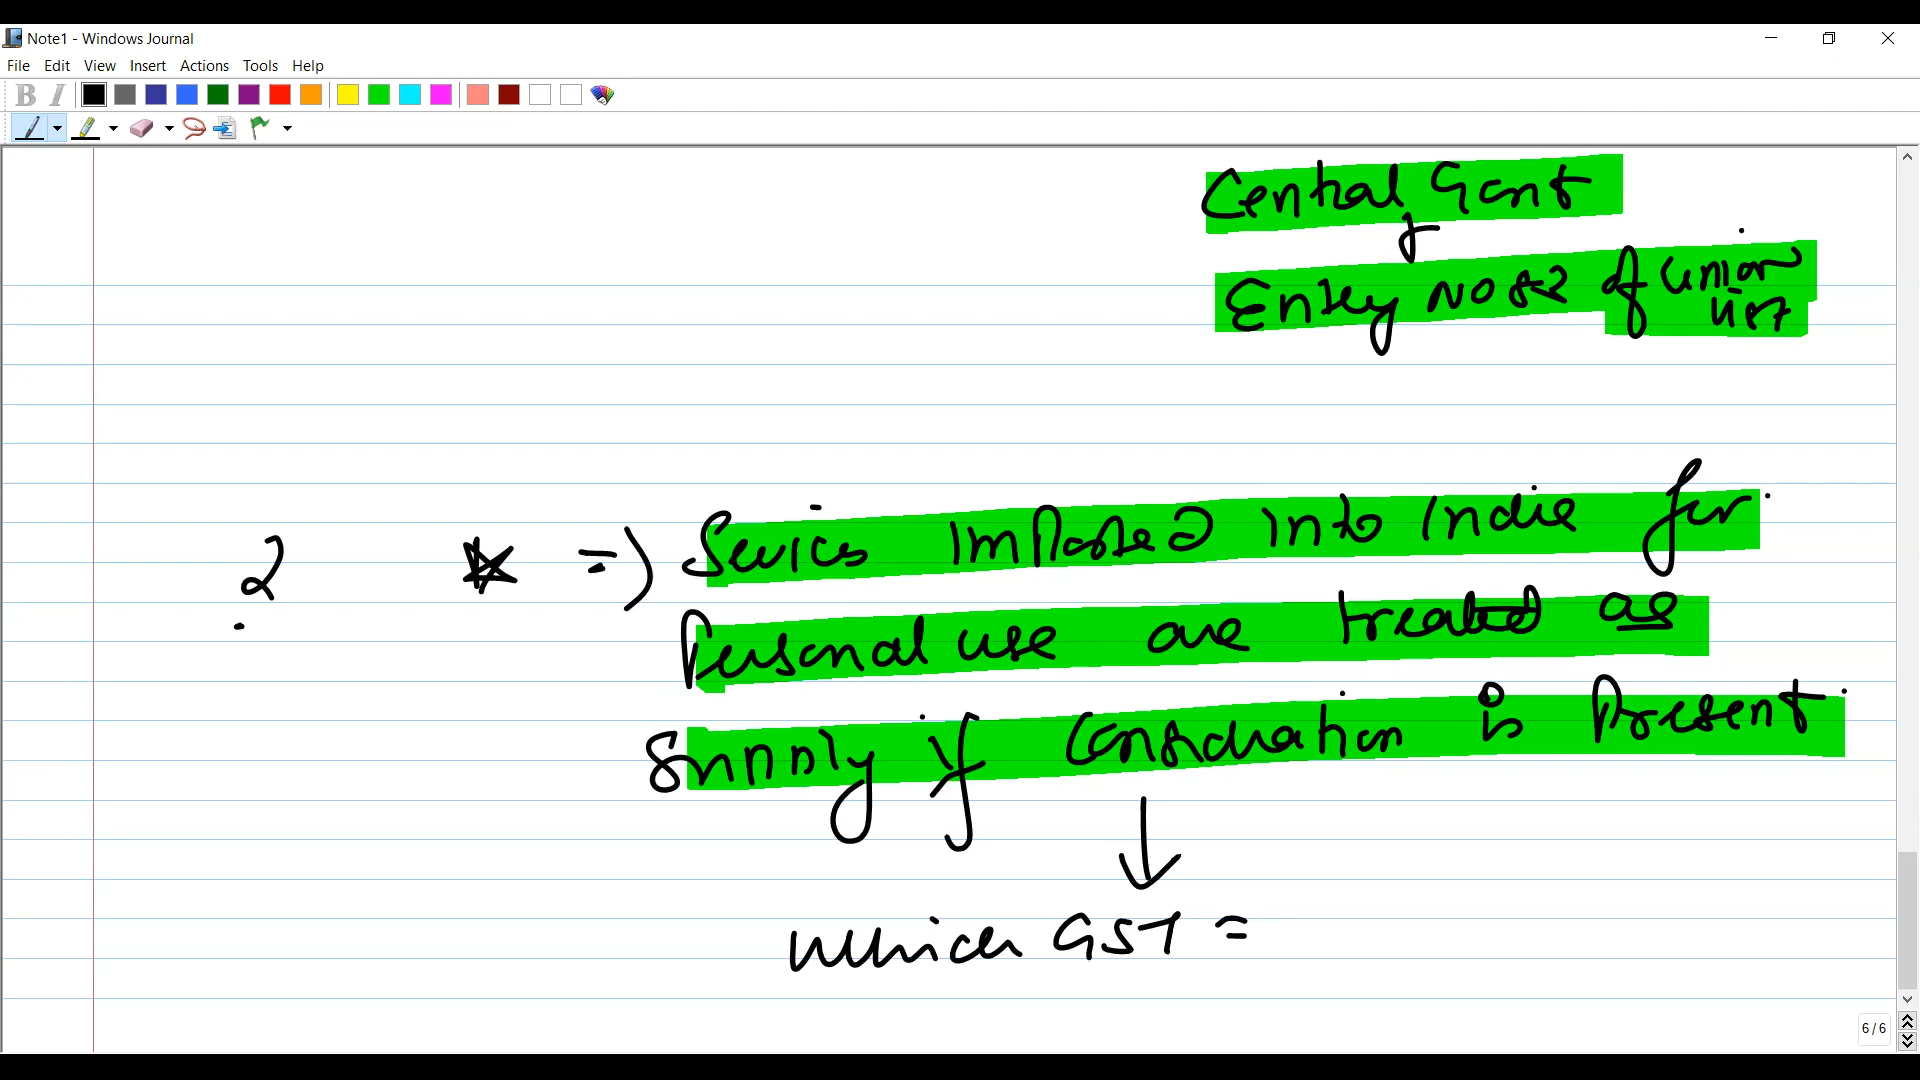 Note1 - Windows Journal
File Edit View Insert Actions Tools Help
B I
Central Govt
Entry No 82 of union
list
2 => Services imported into India for
Personal use are treated as
Supply if consideration is Present
which GST =
6 / 6